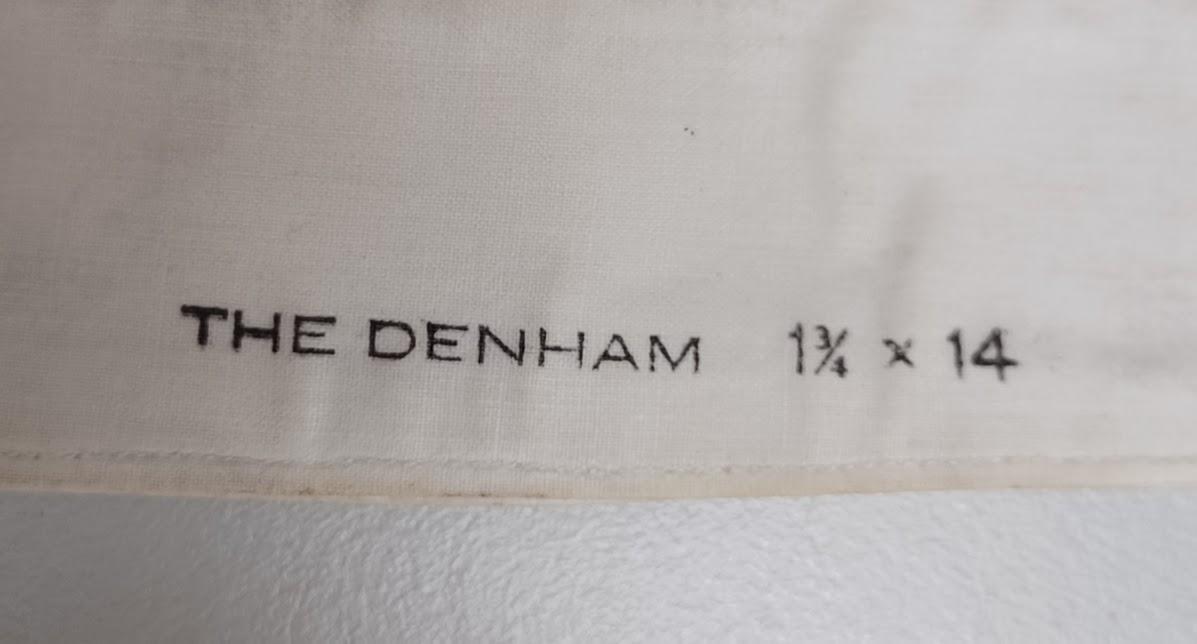 THE DENHAM 1¾ x 14